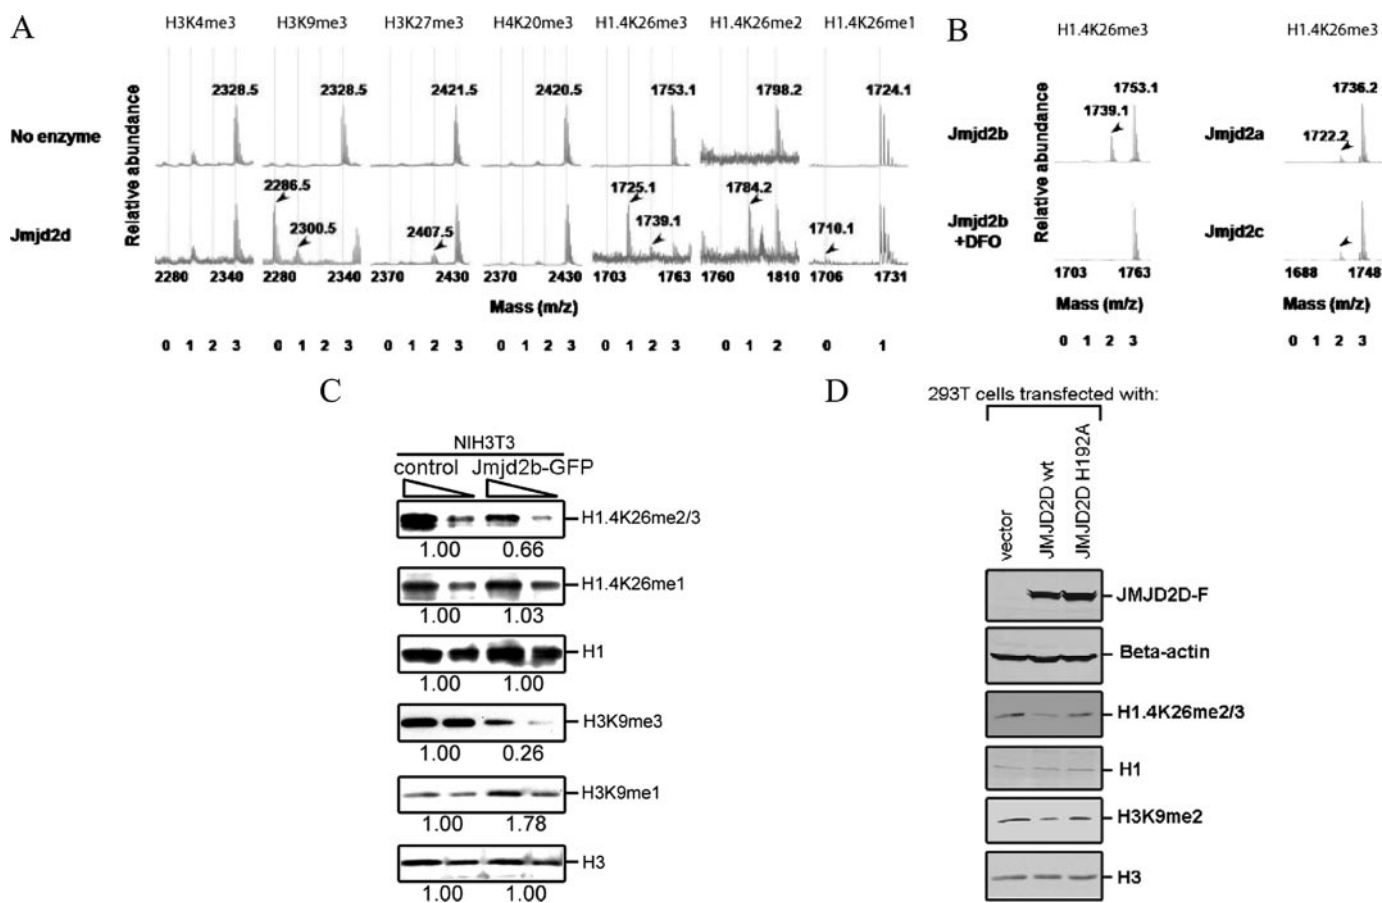 A
H3K4me3 H3K9me3 H3K27me3 H4K20me3 H1.4K26me3 H1.4K26me2 H1.4K26me1
No enzyme
Relative abundance
2328.5 2328.5 2421.5 2420.5 1753.1 1798.2 1724.1
Jmjd2d
2286.5 2300.5 2407.5 1725.1 1739.1 1784.2 1710.1
2280 2340 2280 2340 2370 2430 2370 2430 1703 1763 1760 1810 1706 1731
Mass (m/z)
0 1 2 3 0 1 2 3 0 1 2 3 0 1 2 3 0 1 2 3 0 1 2 0 1
B
H1.4K26me3 H1.4K26me3
Relative abundance
Jmjd2b
1739.1 1753.1
Jmjd2a
1722.2 1736.2
Jmjd2b
+DFO
Jmjd2c
1703 1763 1688 1748
Mass (m/z) Mass (m/z)
0 1 2 3 0 1 2 3
C
NIH3T3
control Jmjd2b-GFP
H1.4K26me2/3
1.00 0.66
H1.4K26me1
1.00 1.03
H1
1.00 1.00
H3K9me3
1.00 0.26
H3K9me1
1.00 1.78
H3
1.00 1.00
D
293T cells transfected with:
vector
JMJD2D wt
JMJD2D H192A
JMJD2D-F
Beta-actin
H1.4K26me2/3
H1
H3K9me2
H3